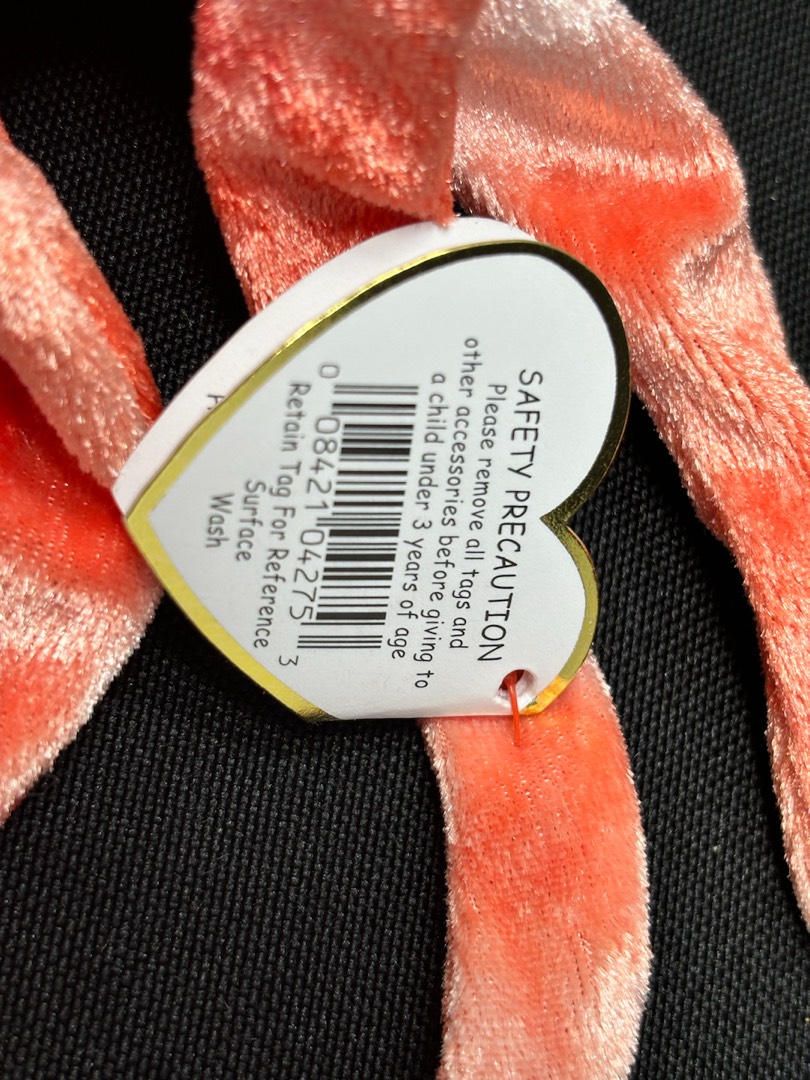 SAFETY PRECAUTION
Please remove all tags and
other accessories before giving to
a child under 3 years of age
0 08421 04275 3
Retain Tag For Reference
Surface
Wash